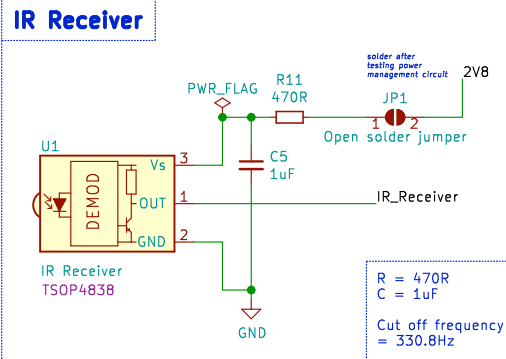 IR Receiver
solder after
testing power
management circuit
2V8
R11
470R
PWR_FLAG
JP1
1 2
Open solder jumper
U1
Vs
3
C5
1uF
DEMOD
OUT
1
IR_Receiver
GND
2
IR Receiver
TSOP4838
GND
R = 470R
C = 1uF
Cut off frequency
= 330.8Hz